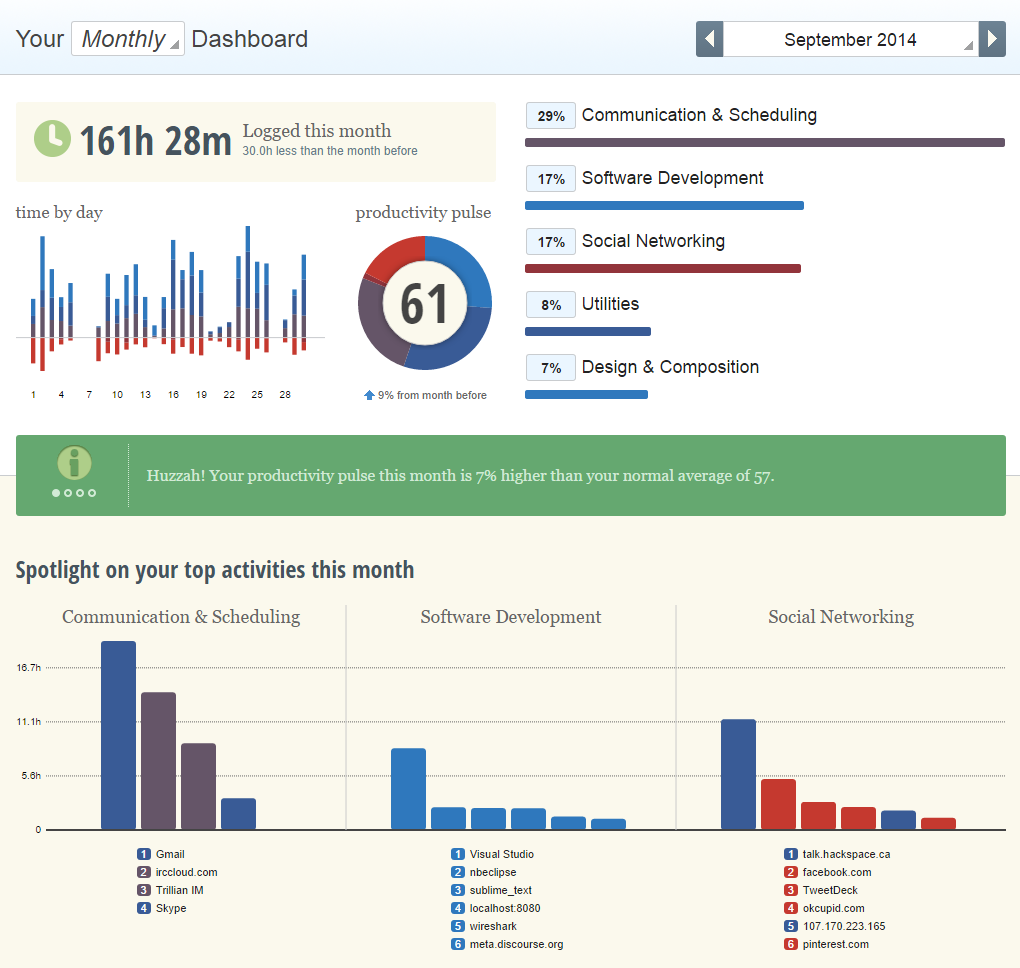 Your Monthly Dashboard
September 2014
161h 28m
Logged this month
30.0h less than the month before
time by day
1 4 7 10 13 16 19 22 25 28
productivity pulse
61
9% from month before
29% Communication & Scheduling
17% Software Development
17% Social Networking
8% Utilities
7% Design & Composition
Huzzah! Your productivity pulse this month is 7% higher than your normal average of 57.
Spotlight on your top activities this month
Communication & Scheduling
16.7h
11.1h
5.6h
0
1 Gmail
2 irccloud.com
3 Trillian IM
4 Skype
Software Development
1 Visual Studio
2 nbeclipse
3 sublime_text
4 localhost:8080
5 wireshark
6 meta.discourse.org
Social Networking
1 talk.hackspace.ca
2 facebook.com
3 TweetDeck
4 okcupid.com
5 107.170.223.165
6 pinterest.com